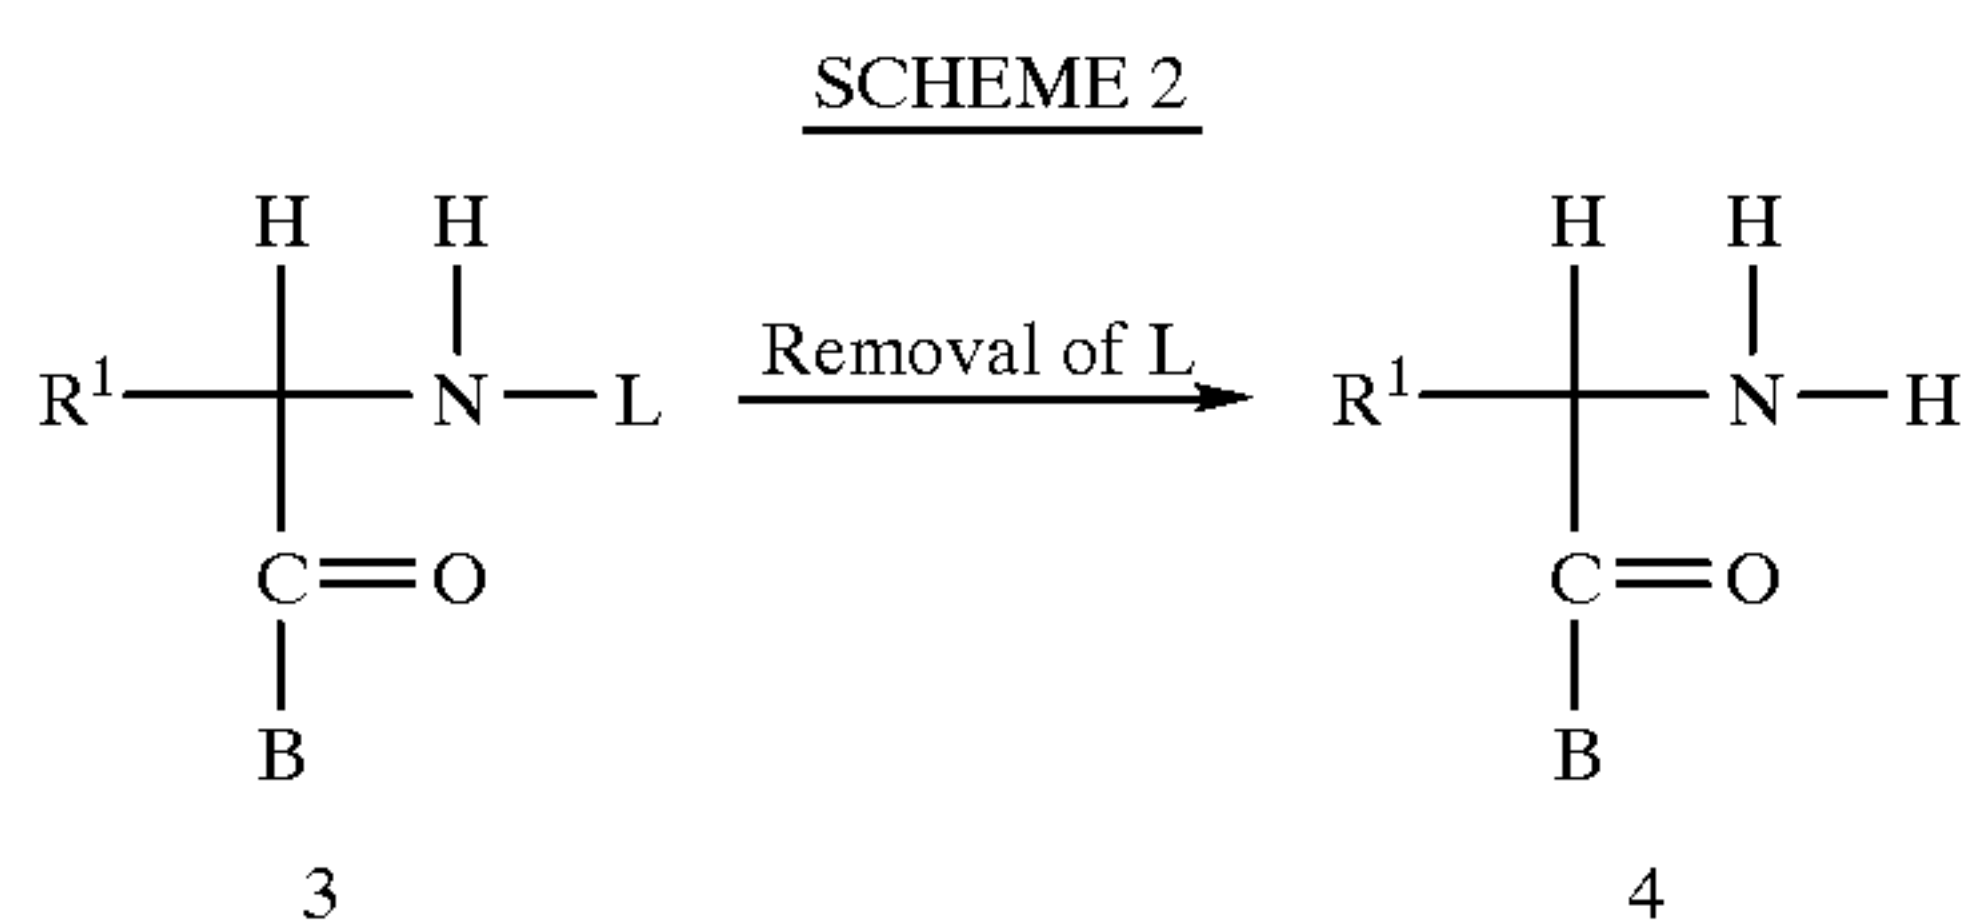 SCHEME 2
H H H H
R¹ N L Removal of L R¹ N H
C O C O
B B
3 4